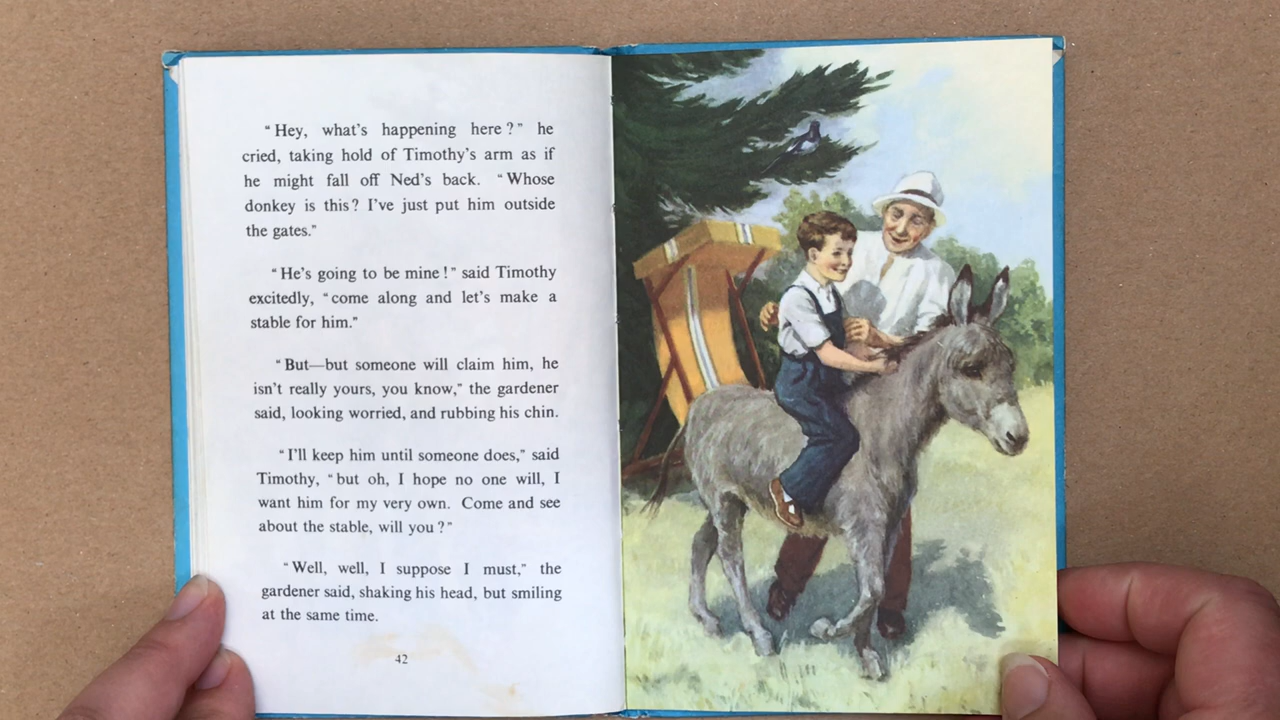 “Hey, what’s happening here?” he
cried, taking hold of Timothy’s arm as if
he might fall off Ned’s back. “Whose
donkey is this? I’ve just put him outside
the gates.”
“He’s going to be mine!” said Timothy
excitedly, “come along and let’s make a
stable for him.”
“But—but someone will claim him, he
isn’t really yours, you know,” the gardener
said, looking worried, and rubbing his chin.
“I’ll keep him until someone does,” said
Timothy, “but oh, I hope no one will, I
want him for my very own. Come and see
about the stable, will you?”
“Well, well, I suppose I must,” the
gardener said, shaking his head, but smiling
at the same time.
42